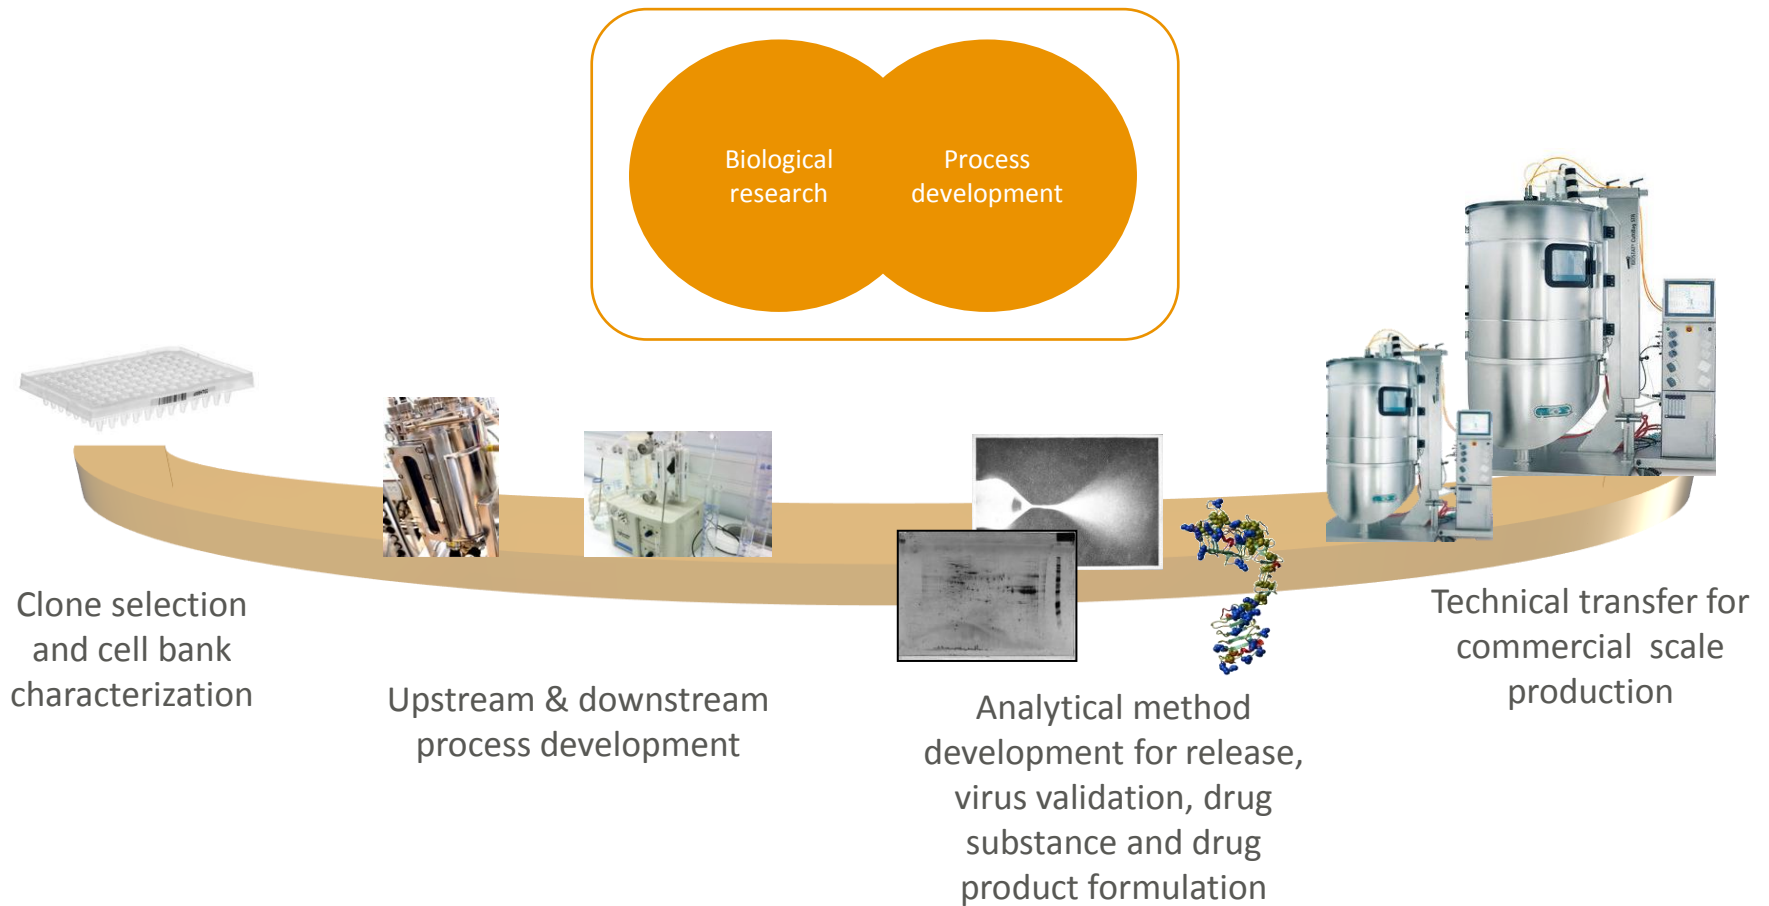 Biological
research
Process
development
Clone selection
and cell bank
characterization
Upstream & downstream
process development
Analytical method
development for release,
virus validation, drug
substance and drug
product formulation
Technical transfer for
commercial scale
production